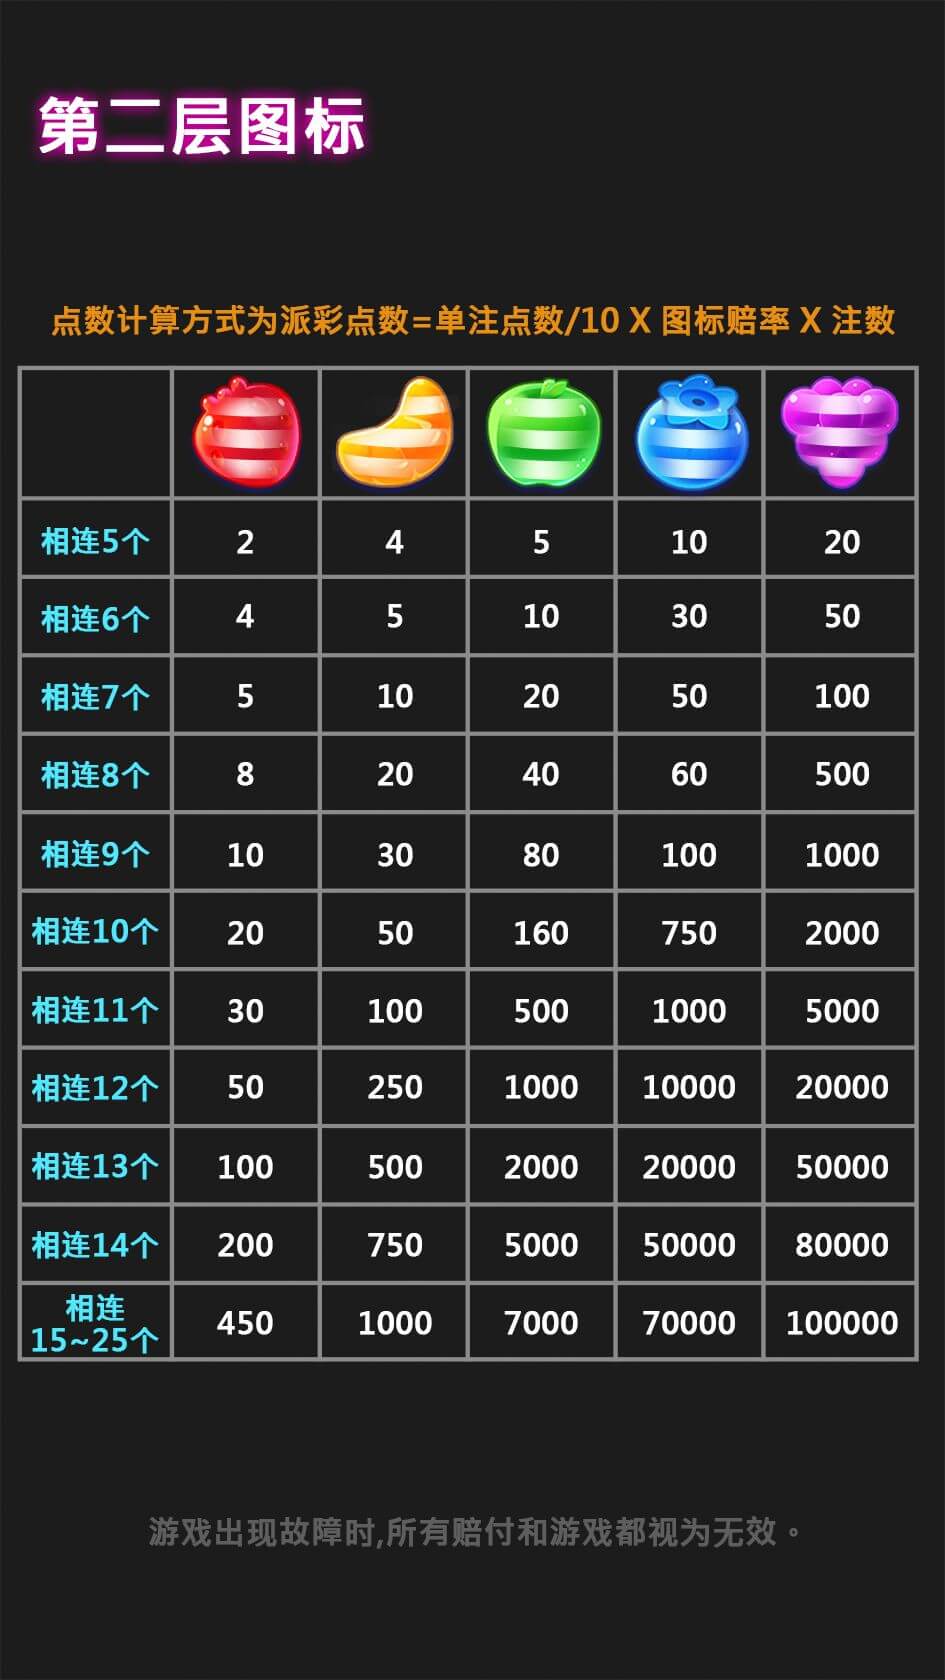 第二层图标
点数计算方式为派彩点数=单注点数/10 X 图标赔率 X 注数
相连5个 2 4 5 10 20
相连6个 4 5 10 30 50
相连7个 5 10 20 50 100
相连8个 8 20 40 60 500
相连9个 10 30 80 100 1000
相连10个 20 50 160 750 2000
相连11个 30 100 500 1000 5000
相连12个 50 250 1000 10000 20000
相连13个 100 500 2000 20000 50000
相连14个 200 750 5000 50000 80000
相连
15~25个 450 1000 7000 70000 100000
游戏出现故障时,所有赔付和游戏都视为无效。